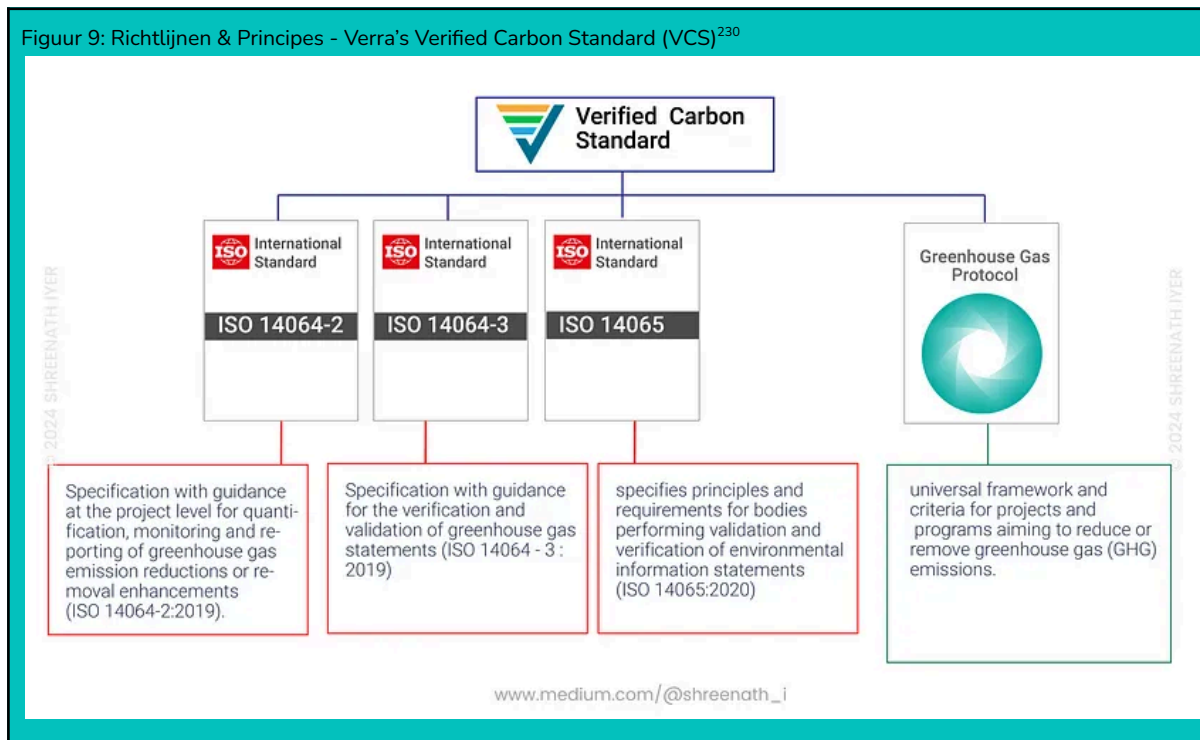 Figuur 9: Richtlijnen & Principes - Verra's Verified Carbon Standard (VCS)230
Verified Carbon
Standard
ISO
International
Standard
ISO 14064-2
ISO
International
Standard
ISO 14064-3
ISO
International
Standard
ISO 14065
Greenhouse Gas
Protocol
© 2024 SHREENATH IYER
© 2024 SHREENATH IYER
Specification with guidance
at the project level for quanti-
fication, monitoring and re-
porting of greenhouse gas
emission reductions or re-
moval enhancements
(ISO 14064-2:2019).
Specification with guidance
for the verification and
validation of greenhouse gas
statements (ISO 14064 - 3 :
2019)
specifies principles and
requirements for bodies
performing validation and
verification of environmental
information statements
(ISO 14065:2020)
universal framework and
criteria for projects and
programs aiming to reduce or
remove greenhouse gas (GHG)
emissions.
www.medium.com/@shreenath_i